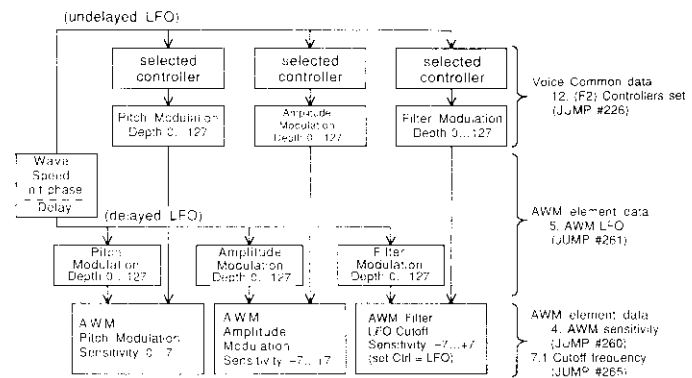 (undelayed LFO)
selected
controller
selected
controller
selected
controller
Pitch Modulation
Depth 0...127
Amplitude
Modulation
Depth 0...127
Filter Modulation
Depth 0...127
Voice Common data
12. (F2) Controllers set
(JUMP #226)
Wave
Speed
Init phase
Delay
(delayed LFO)
Pitch
Modulation
Depth 0...127
Amplitude
Modulation
Depth 0...127
Filter
Modulation
Depth 0...127
AWM element data
5. AWM LFO
(JUMP #261)
AWM
Pitch Modulation
Sensitivity 0...7
AWM
Amplitude
Modulation
Sensitivity -7...+7
AWM Filter
LFO Cutoff
Sensitivity -7...+7
(set Ctrl = LFO)
AWM element data
4. AWM sensitivity
(JUMP #260)
7.1 Cutoff frequency
(JUMP #265)